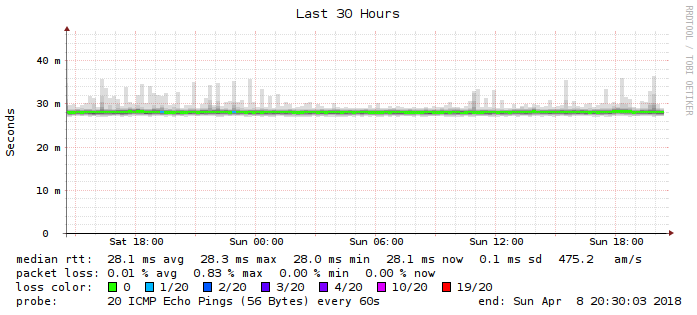 Last 30 Hours
RRDTOOL / TOBI OETIKER
Seconds
40 m
30 m
20 m
10 m
0
Sat 18:00 Sun 00:00 Sun 06:00 Sun 12:00 Sun 18:00
median rtt: 28.1 ms avg 28.3 ms max 28.0 ms min 28.1 ms now 0.1 ms sd 475.2 am/s
packet loss: 0.01 % avg 0.83 % max 0.00 % min 0.00 % now
loss color: 0 1/20 2/20 3/20 4/20 10/20 19/20
probe: 20 ICMP Echo Pings (56 Bytes) every 60s end: Sun Apr 8 20:30:03 2018